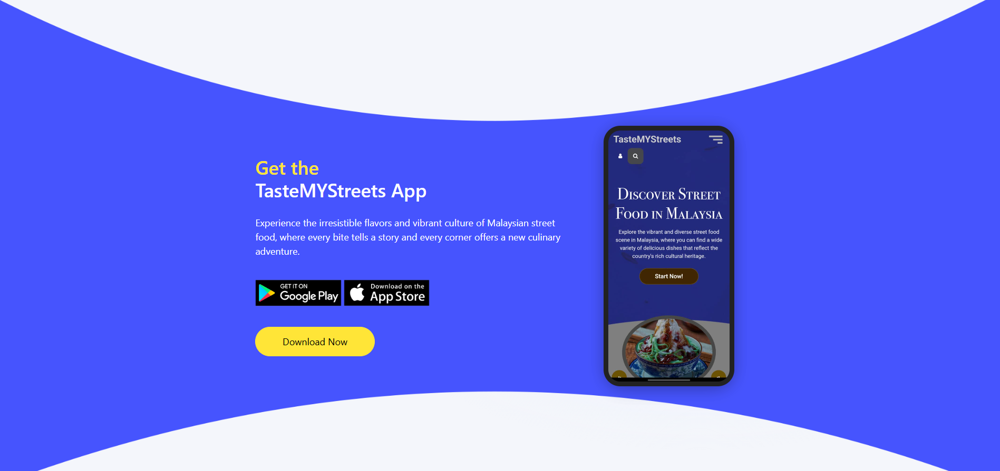 Get the
TasteMYStreets App
Experience the irresistible flavors and vibrant culture of Malaysian street
food, where every bite tells a story and every corner offers a new culinary
adventure.
GET IT ON
Google Play
Download on the
App Store
Download Now
TasteMYStreets
Discover Street
Food in Malaysia
Explore the vibrant and diverse street food
scene in Malaysia, where you can find a wide
variety of delicious dishes that reflect the
country's rich cultural heritage.
Start Now!